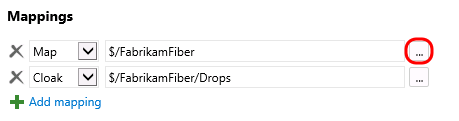 Mappings
Map $/FabrikamFiber ...
Cloak $/FabrikamFiber/Drops ...
Add mapping